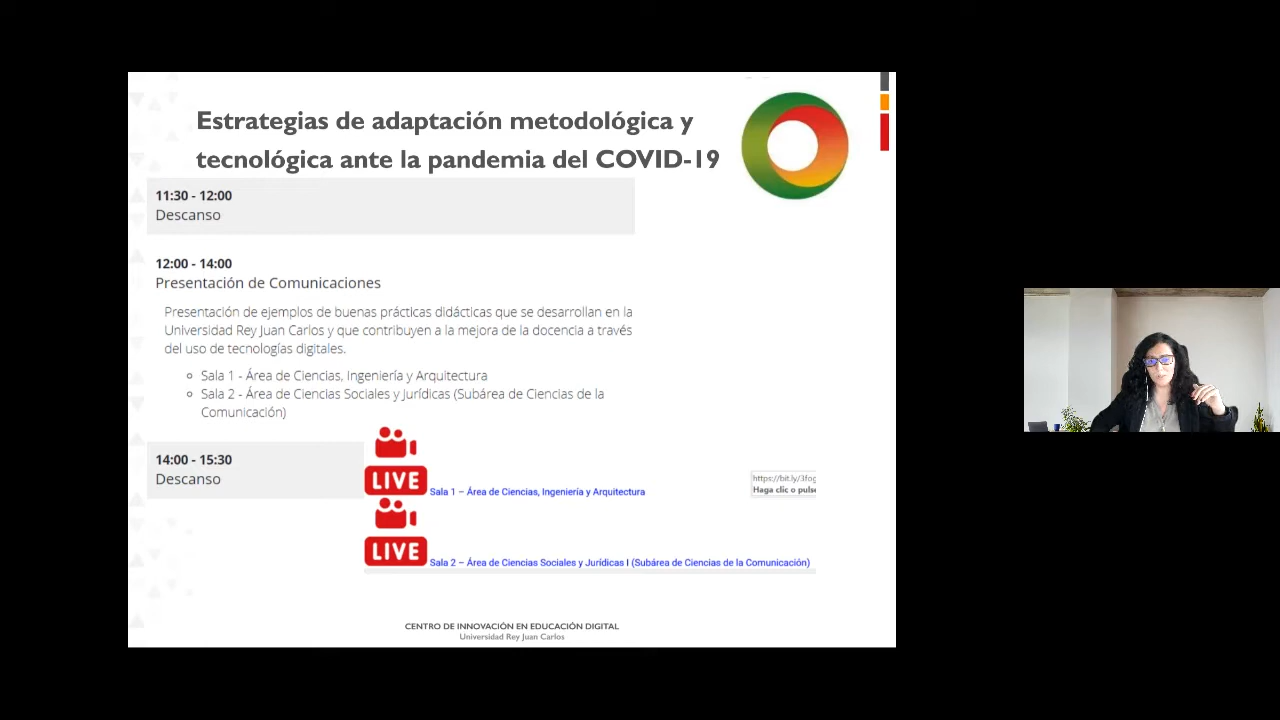 Estrategias de adaptación metodológica y
tecnológica ante la pandemia del COVID-19
11:30 - 12:00
Descanso
12:00 - 14:00
Presentación de Comunicaciones
Presentación de ejemplos de buenas prácticas didácticas que se desarrollan en la
Universidad Rey Juan Carlos y que contribuyen a la mejora de la docencia a través
del uso de tecnologías digitales.
Sala 1 - Área de Ciencias, Ingeniería y Arquitectura
Sala 2 - Área de Ciencias Sociales y Jurídicas (Subárea de Ciencias de la
Comunicación)
14:00 - 15:30
Descanso
LIVE
Sala 1 – Área de Ciencias, Ingeniería y Arquitectura
https://bit.ly/3fog
Haga clic o pulse
LIVE
Sala 2 – Área de Ciencias Sociales y Jurídicas I (Subárea de Ciencias de la Comunicación)
CENTRO DE INNOVACIÓN EN EDUCACIÓN DIGITAL
Universidad Rey Juan Carlos